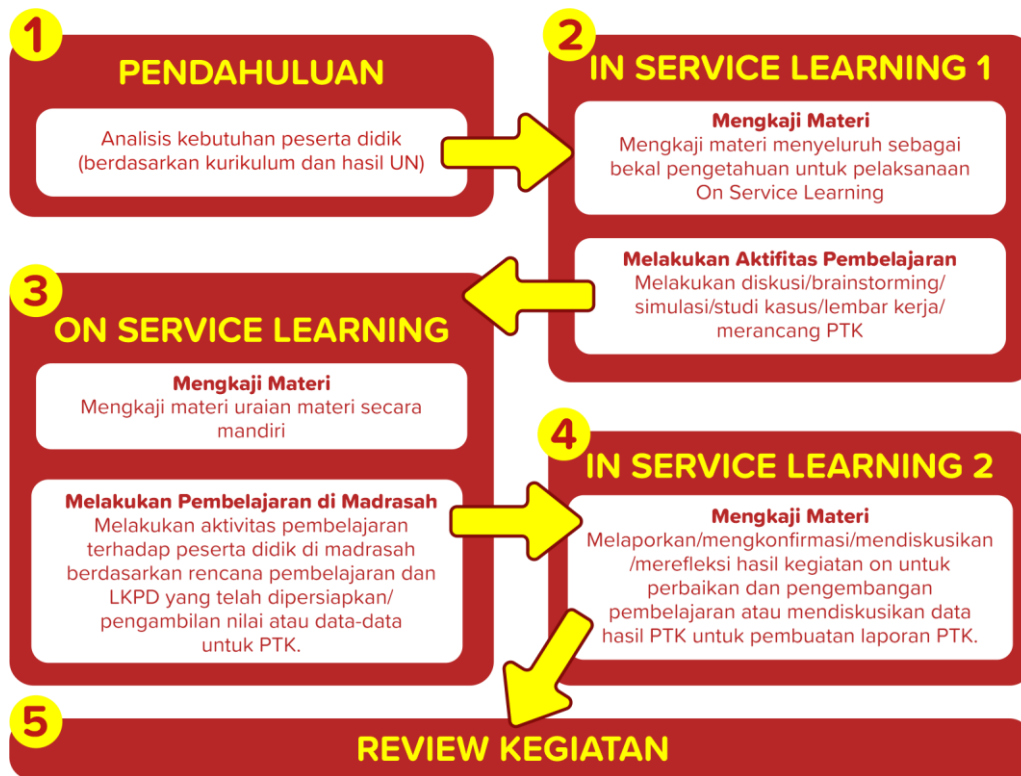 1
PENDAHULUAN
Analisis kebutuhan peserta didik
(berdasarkan kurikulum dan hasil UN)
2
IN SERVICE LEARNING 1
Mengkaji Materi
Mengkaji materi menyeluruh sebagai
bekal pengetahuan untuk pelaksanaan
On Service Learning
Melakukan Aktifitas Pembelajaran
Melakukan diskusi/brainstorming/
simulasi/studi kasus/lembar kerja/
merancang PTK
3
ON SERVICE LEARNING
Mengkaji Materi
Mengkaji materi uraian materi secara
mandiri
Melakukan Pembelajaran di Madrasah
Melakukan aktivitas pembelajaran
terhadap peserta didik di madrasah
berdasarkan rencana pembelajaran dan
LKPD yang telah dipersiapkan/
pengambilan nilai atau data-data
untuk PTK.
4
IN SERVICE LEARNING 2
Mengkaji Materi
Melaporkan/mengkonfirmasi/mendiskusikan
/merefleksi hasil kegiatan on untuk
perbaikan dan pengembangan
pembelajaran atau mendiskusikan data
hasil PTK untuk pembuatan laporan PTK.
5
REVIEW KEGIATAN